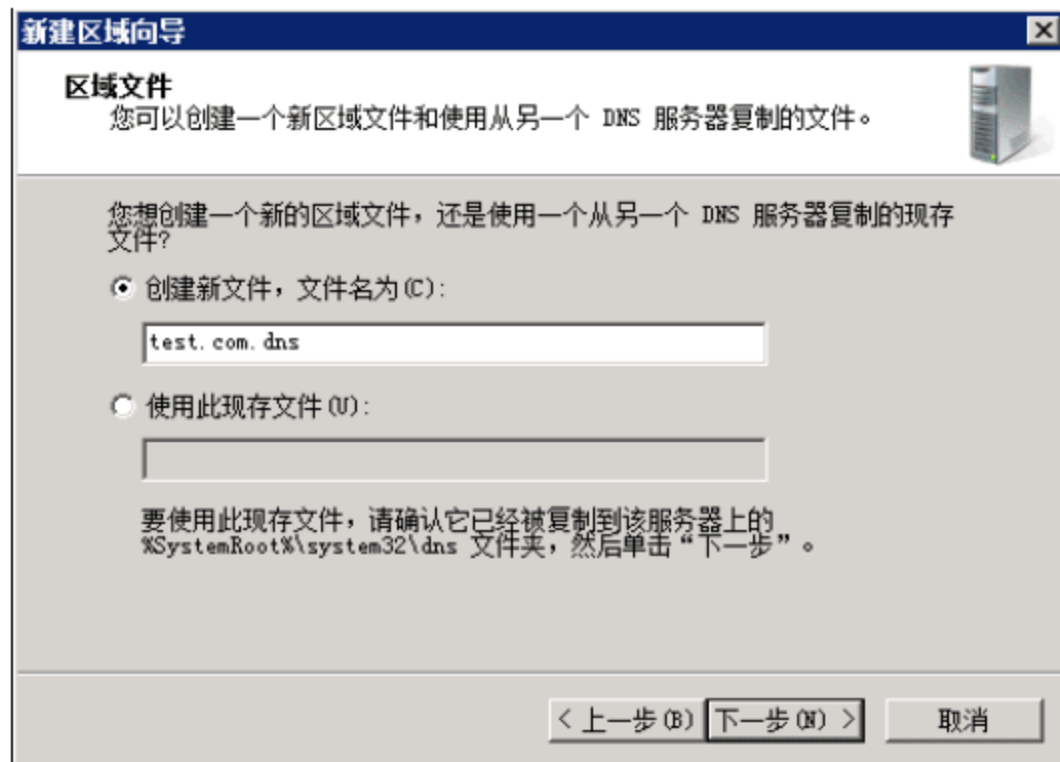 新建区域向导
区域文件
您可以创建一个新区域文件和使用从另一个 DNS 服务器复制的文件。
您想创建一个新的区域文件，还是使用一个从另一个 DNS 服务器复制的现存
文件?
创建新文件，文件名为(C):
test.com.dns
使用此现存文件(U):
要使用此现存文件，请确认它已经被复制到该服务器上的
%SystemRoot%\system32\dns 文件夹，然后单击“下一步”。
< 上一步(B) 下一步(N) > 取消